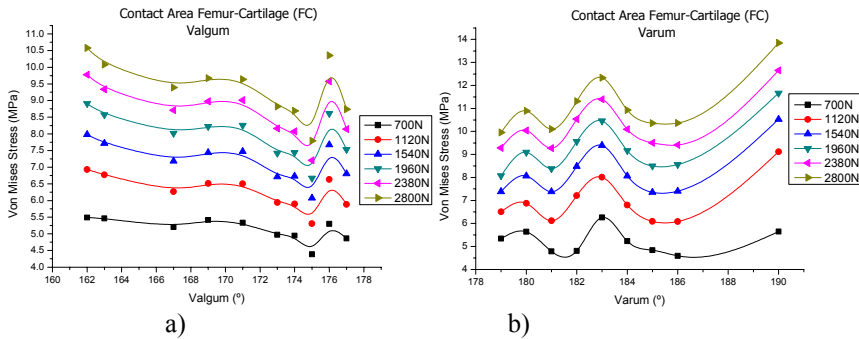 Contact Area Femur-Cartilage (FC)
Valgum
Von Mises Stress (MPa)
11.0
10.5
10.0
9.5
9.0
8.5
8.0
7.5
7.0
6.5
6.0
5.5
5.0
4.5
4.0
160 162 164 166 168 170 172 174 176 178
Valgum (º)
700N
1120N
1540N
1960N
2380N
2800N
a)
Contact Area Femur-Cartilage (FC)
Varum
Von Mises Stress (MPa)
14
13
12
11
10
9
8
7
6
5
4
178 180 182 184 186 188 190
Varum (º)
700N
1120N
1540N
1960N
2380N
2800N
b)